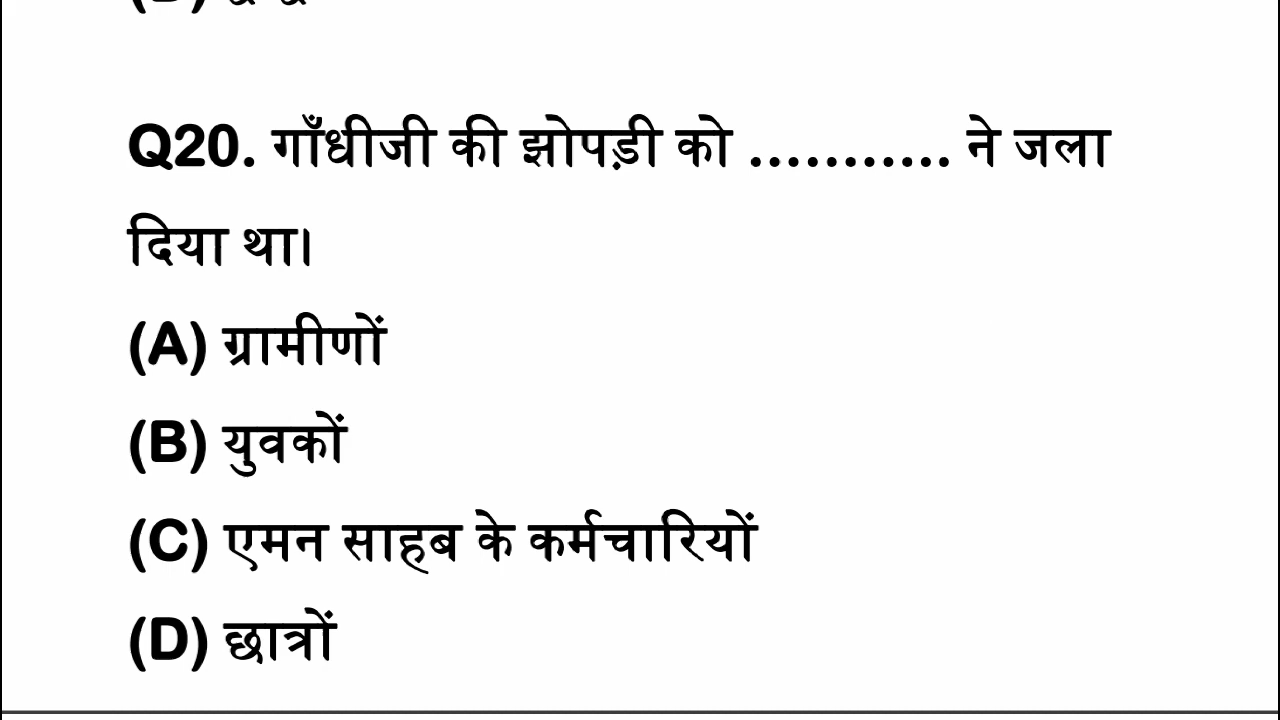 Q20. गाँधीजी की झोपड़ी को ........... ने जला
दिया था।
(A) ग्रामीणों
(B) युवकों
(C) एमन साहब के कर्मचारियों
(D) छात्रों